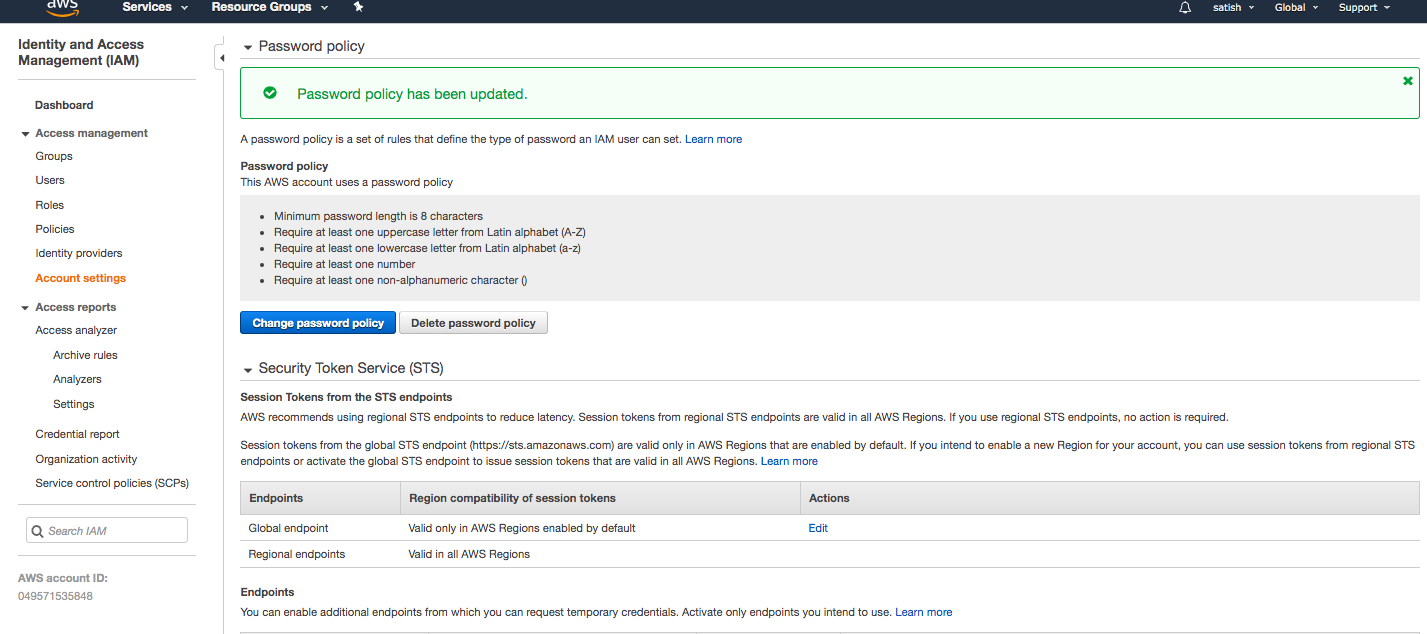 aws
Services
Resource Groups
satish
Global
Support
Identity and Access
Management (IAM)
Dashboard
Access management
Groups
Users
Roles
Policies
Identity providers
Account settings
Access reports
Access analyzer
Archive rules
Analyzers
Settings
Credential report
Organization activity
Service control policies (SCPs)
Search IAM
AWS account ID:
049571535848
Password policy
Password policy has been updated.
A password policy is a set of rules that define the type of password an IAM user can set. Learn more
Password policy
This AWS account uses a password policy
• Minimum password length is 8 characters
• Require at least one uppercase letter from Latin alphabet (A-Z)
• Require at least one lowercase letter from Latin alphabet (a-z)
• Require at least one number
• Require at least one non-alphanumeric character ()
Change password policy
Delete password policy
Security Token Service (STS)
Session Tokens from the STS endpoints
AWS recommends using regional STS endpoints to reduce latency. Session tokens from regional STS endpoints are valid in all AWS Regions. If you use regional STS endpoints, no action is required.
Session tokens from the global STS endpoint (https://sts.amazonaws.com) are valid only in AWS Regions that are enabled by default. If you intend to enable a new Region for your account, you can use session tokens from regional STS
endpoints or activate the global STS endpoint to issue session tokens that are valid in all AWS Regions. Learn more
Endpoints Region compatibility of session tokens Actions
Global endpoint Valid only in AWS Regions enabled by default Edit
Regional endpoints Valid in all AWS Regions
Endpoints
You can enable additional endpoints from which you can request temporary credentials. Activate only endpoints you intend to use. Learn more